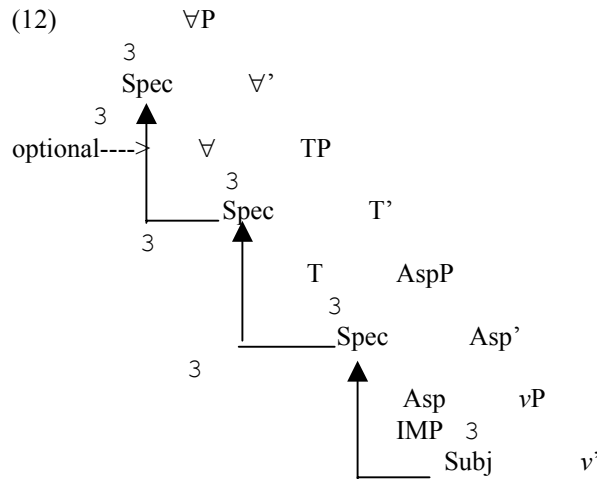 (12) ∀P
3
Spec ∀’
3
optional----> ∀ TP
3
Spec T’
3
T AspP
3
Spec Asp’
3
Asp vP
IMP 3
Subj v’